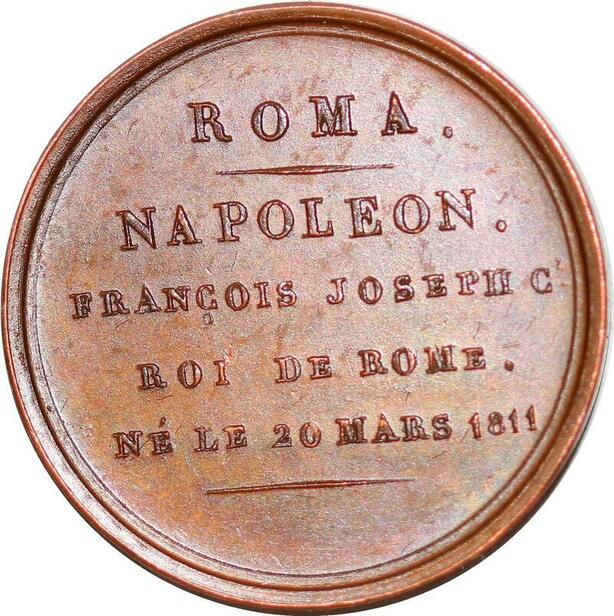 ROMA.
NAPOLEON.
FRANÇOIS JOSEPH C
ROI DE ROME.
NÉ LE 20 MARS 1811